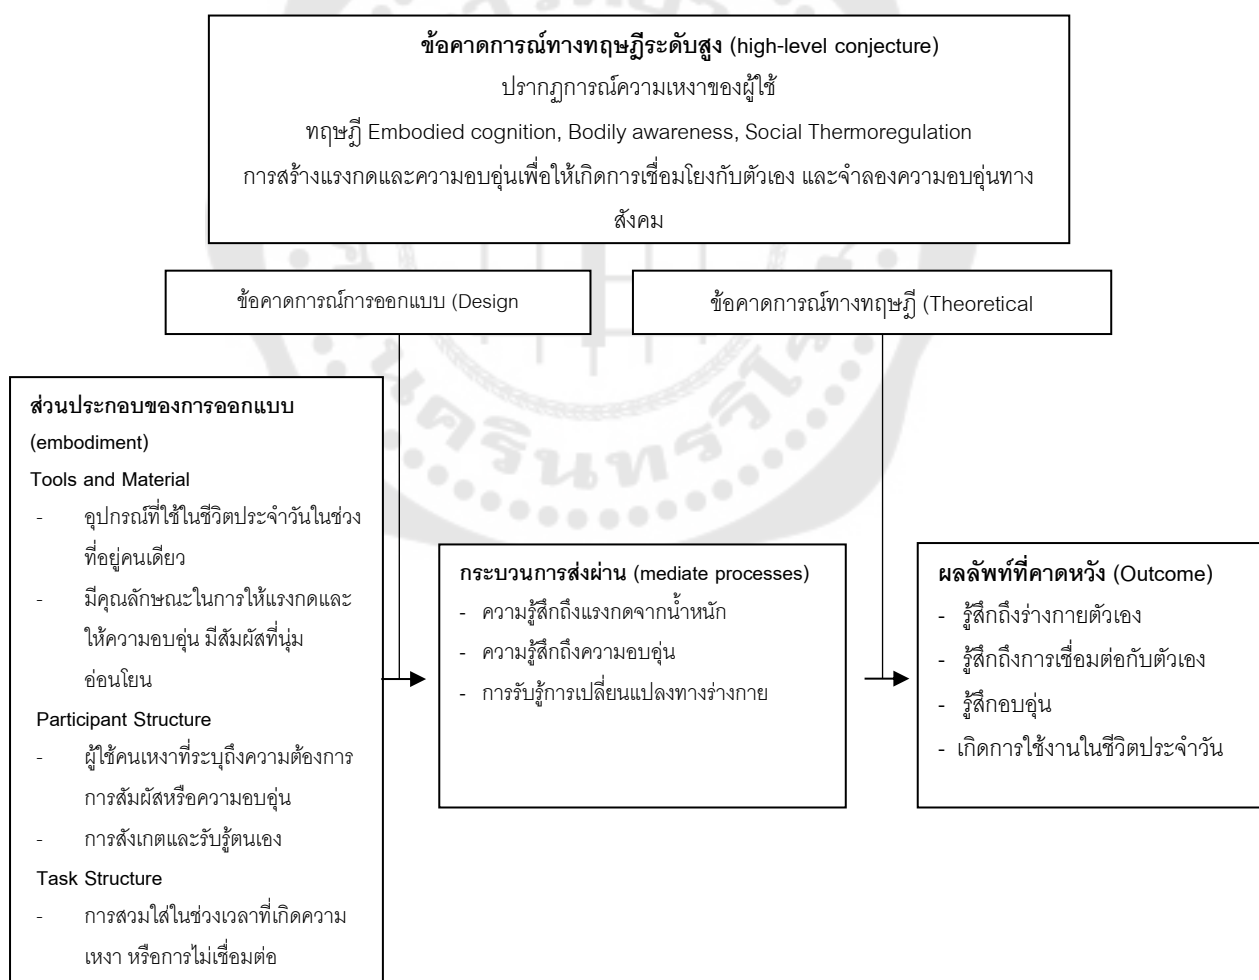 ข้อคาดการณ์ทางทฤษฎีระดับสูง (high-level conjecture)
ปรากฏการณ์ความเหงาของผู้ใช้
ทฤษฎี Embodied cognition, Bodily awareness, Social Thermoregulation
การสร้างแรงกดและความอบอุ่นเพื่อให้เกิดการเชื่อมโยงกับตัวเอง และจำลองความอบอุ่นทาง
สังคม
ข้อคาดการณ์การออกแบบ (Design
ข้อคาดการณ์ทางทฤษฎี (Theoretical
ส่วนประกอบของการออกแบบ
(embodiment)
Tools and Material
- อุปกรณ์ที่ใช้ในชีวิตประจำวันในช่วง
ที่อยู่คนเดียว
- มีคุณลักษณะในการให้แรงกดและ
ให้ความอบอุ่น มีสัมผัสที่นุ่ม
อ่อนโยน
Participant Structure
- ผู้ใช้คนเหงาที่ระบุถึงความต้องการ
การสัมผัสหรือความอบอุ่น
- การสังเกตและรับรู้ตนเอง
Task Structure
- การสวมใส่ในช่วงเวลาที่เกิดความ
เหงา หรือการไม่เชื่อมต่อ
กระบวนการส่งผ่าน (mediate processes)
- ความรู้สึกถึงแรงกดจากน้ำหนัก
- ความรู้สึกถึงความอบอุ่น
- การรับรู้การเปลี่ยนแปลงทางร่างกาย
ผลลัพท์ที่คาดหวัง (Outcome)
- รู้สึกถึงร่างกายตัวเอง
- รู้สึกถึงการเชื่อมต่อกับตัวเอง
- รู้สึกอบอุ่น
- เกิดการใช้งานในชีวิตประจำวัน